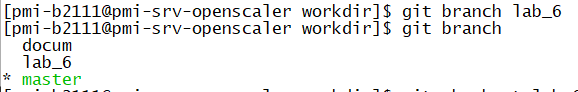 [pmi-b2111@pmi-srv-openscaler workdir]$ git branch lab_6
[pmi-b2111@pmi-srv-openscaler workdir]$ git branch
  docum
  lab_6
* master